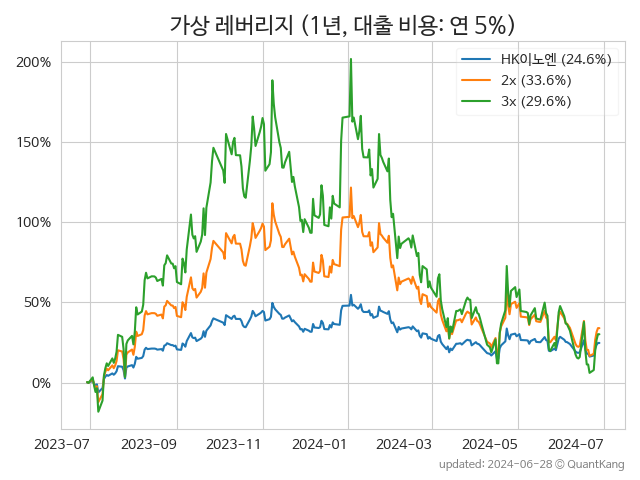 가상 레버리지 (1년, 대출 비용: 연 5%)
HK이노엔 (24.6%)
2x (33.6%)
3x (29.6%)
200%
150%
100%
50%
0%
2023-07 2023-09 2023-11 2024-01 2024-03 2024-05 2024-07
updated: 2024-06-28 © QuantKang